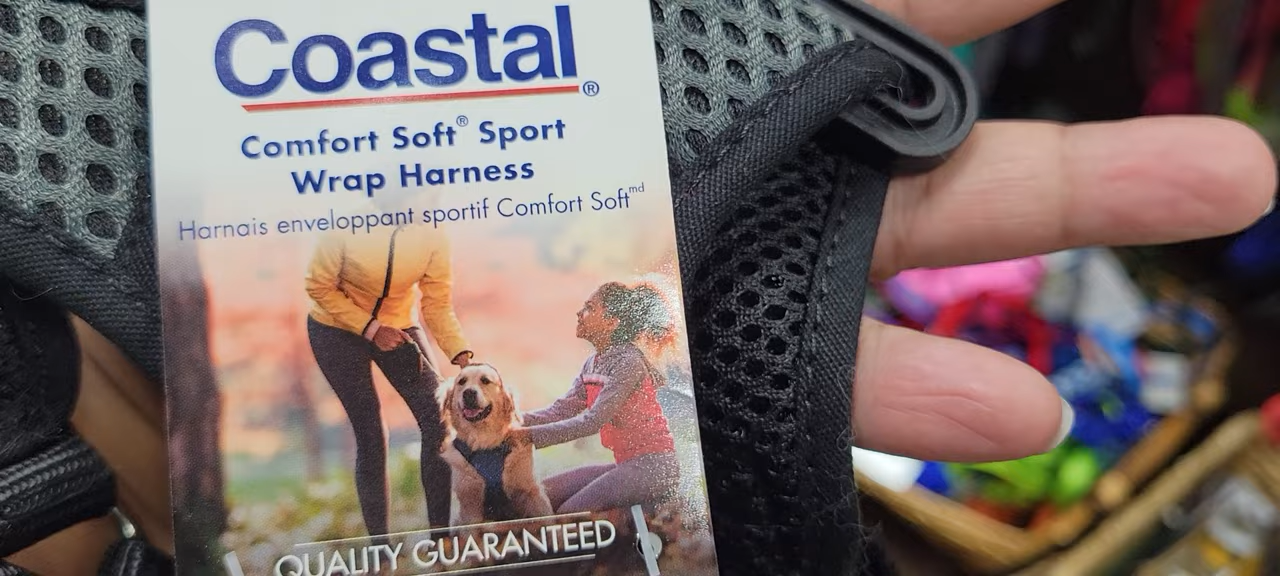 Coastal®
Comfort Soft® Sport
Wrap Harness
Harnais enveloppant sportif Comfort Softmd
QUALITY GUARANTEED